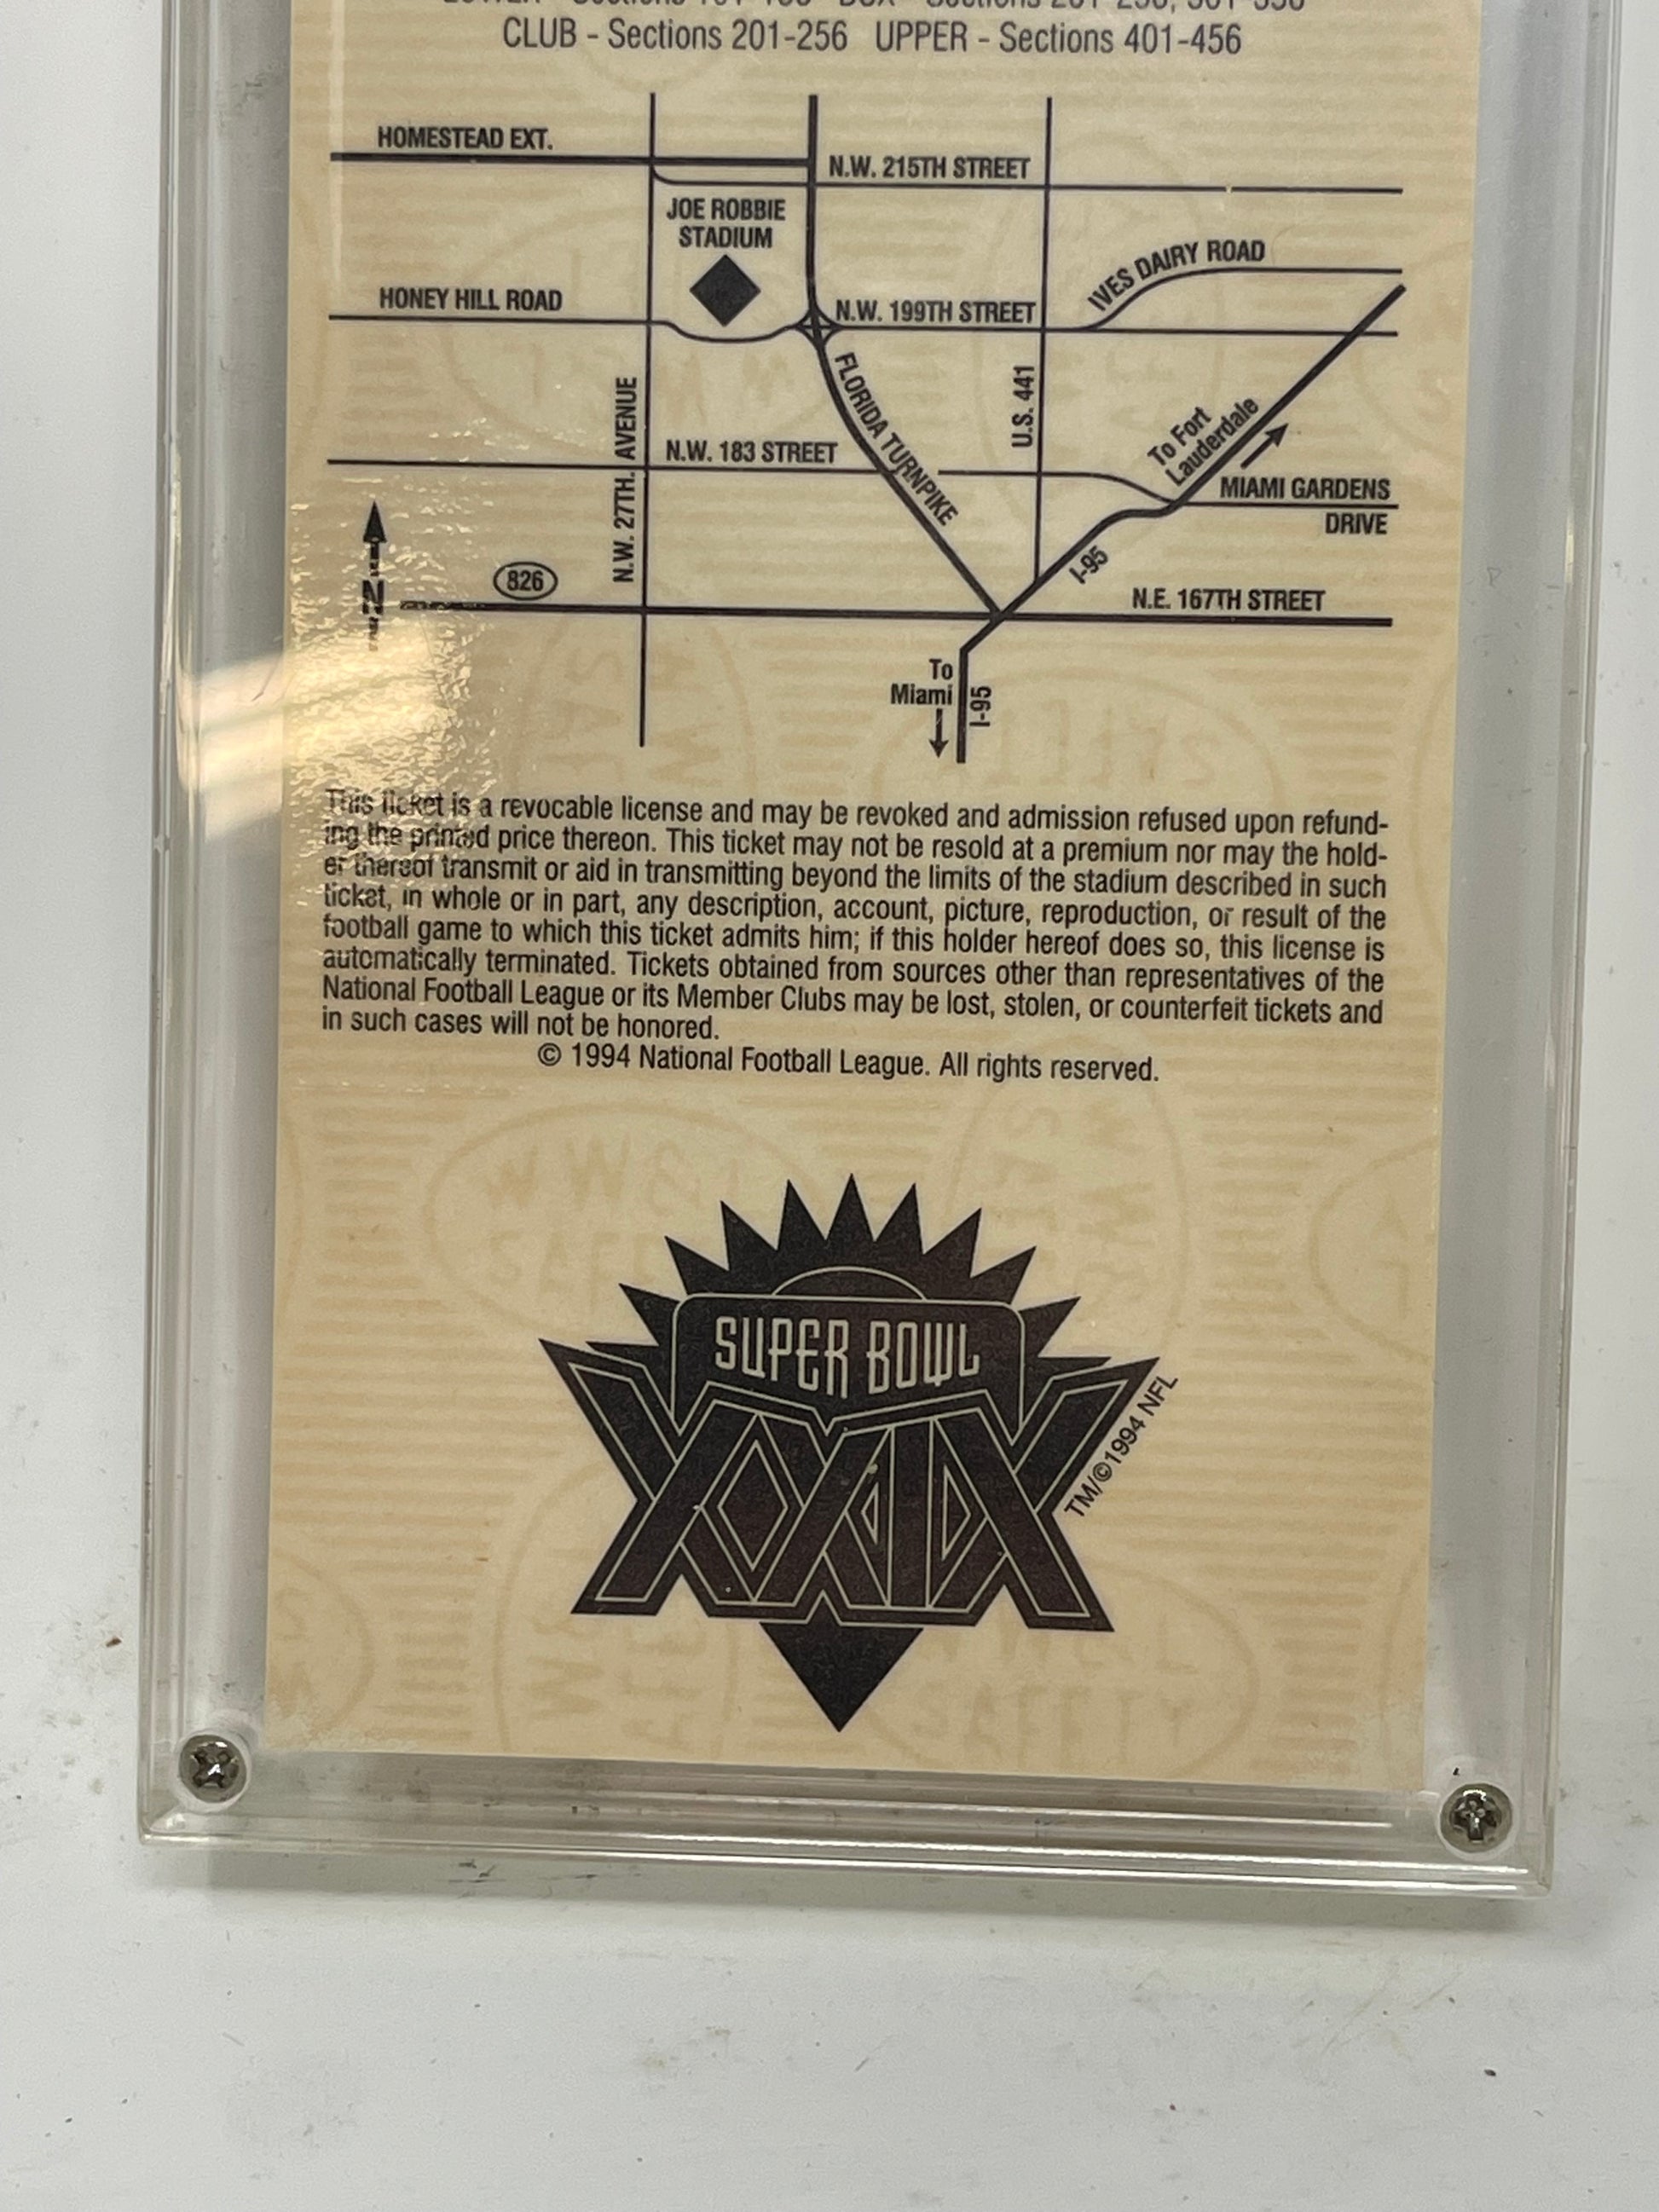 CLUB - Sections 201-256 UPPER - Sections 401-456
HOMESTEAD EXT.
N.W. 215TH STREET
JOE ROBBIE
STADIUM
IVES DAIRY ROAD
HONEY HILL ROAD
N.W. 199TH STREET
FLORIDA TURNPIKE
U.S. 441
N.W. 27TH. AVENUE
To Fort
Lauderdale
N.W. 183 STREET
MIAMI GARDENS
DRIVE
N
826
I-95
N.E. 167TH STREET
To
Miami
I-95
This ticket is a revocable license and may be revoked and admission refused upon refund-
ing the printed price thereon. This ticket may not be resold at a premium nor may the hold-
er thereof transmit or aid in transmitting beyond the limits of the stadium described in such
ticket, in whole or in part, any description, account, picture, reproduction, or result of the
football game to which this ticket admits him; if this holder hereof does so, this license is
automatically terminated. Tickets obtained from sources other than representatives of the
National Football League or its Member Clubs may be lost, stolen, or counterfeit tickets and
in such cases will not be honored.
© 1994 National Football League. All rights reserved.
SUPER BOWL
XXIX
TM/©1994 NFL